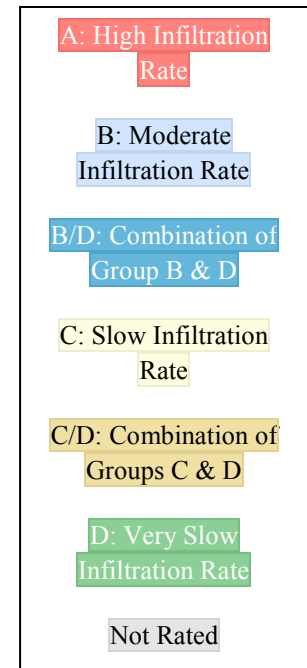 A: High Infiltration
Rate
B: Moderate
Infiltration Rate
B/D: Combination of
Group B & D
C: Slow Infiltration
Rate
C/D: Combination of
Groups C & D
D: Very Slow
Infiltration Rate
Not Rated